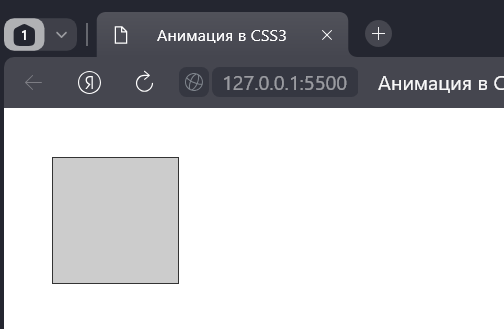 1
Анимация в CSS3
Я
127.0.0.1:5500 Анимация в C